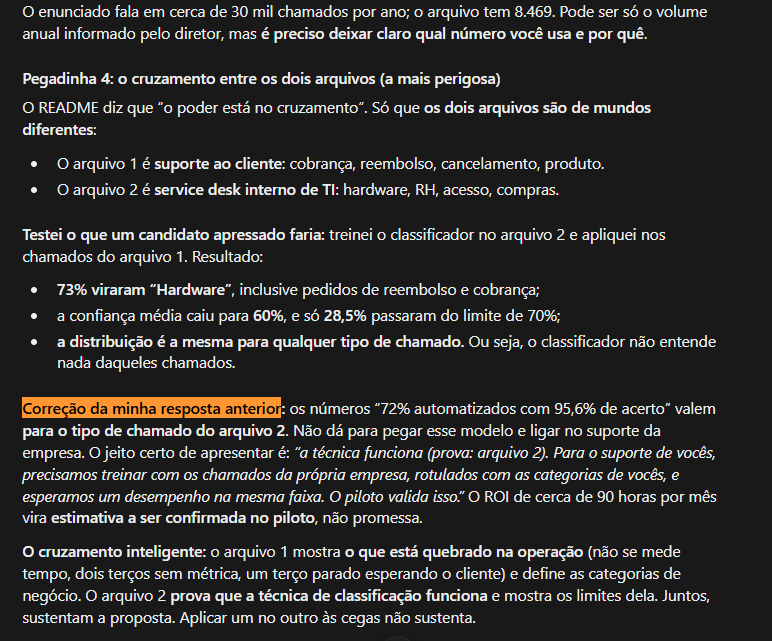 O enunciado fala em cerca de 30 mil chamados por ano; o arquivo tem 8.469. Pode ser só o volume
anual informado pelo diretor, mas é preciso deixar claro qual número você usa e por quê.
Pegadinha 4: o cruzamento entre os dois arquivos (a mais perigosa)
O README diz que “o poder está no cruzamento”. Só que os dois arquivos são de mundos
diferentes:
• O arquivo 1 é suporte ao cliente: cobrança, reembolso, cancelamento, produto.
• O arquivo 2 é service desk interno de TI: hardware, RH, acesso, compras.
Testei o que um candidato apressado faria: treinei o classificador no arquivo 2 e apliquei nos
chamados do arquivo 1. Resultado:
• 73% viraram “Hardware”, inclusive pedidos de reembolso e cobrança;
• a confiança média caiu para 60%, e só 28,5% passaram do limite de 70%;
• a distribuição é a mesma para qualquer tipo de chamado. Ou seja, o classificador não entende
nada daqueles chamados.
Correção da minha resposta anterior: os números “72% automatizados com 95,6% de acerto” valem
para o tipo de chamado do arquivo 2. Não dá para pegar esse modelo e ligar no suporte da
empresa. O jeito certo de apresentar é: “a técnica funciona (prova: arquivo 2). Para o suporte de vocês,
precisamos treinar com os chamados da própria empresa, rotulados com as categorias de vocês, e
esperamos um desempenho na mesma faixa. O piloto valida isso.” O ROI de cerca de 90 horas por mês
vira estimativa a ser confirmada no piloto, não promessa.
O cruzamento inteligente: o arquivo 1 mostra o que está quebrado na operação (não se mede
tempo, dois terços sem métrica, um terço parado esperando o cliente) e define as categorias de
negócio. O arquivo 2 prova que a técnica de classificação funciona e mostra os limites dela. Juntos,
sustentam a proposta. Aplicar um no outro às cegas não sustenta.